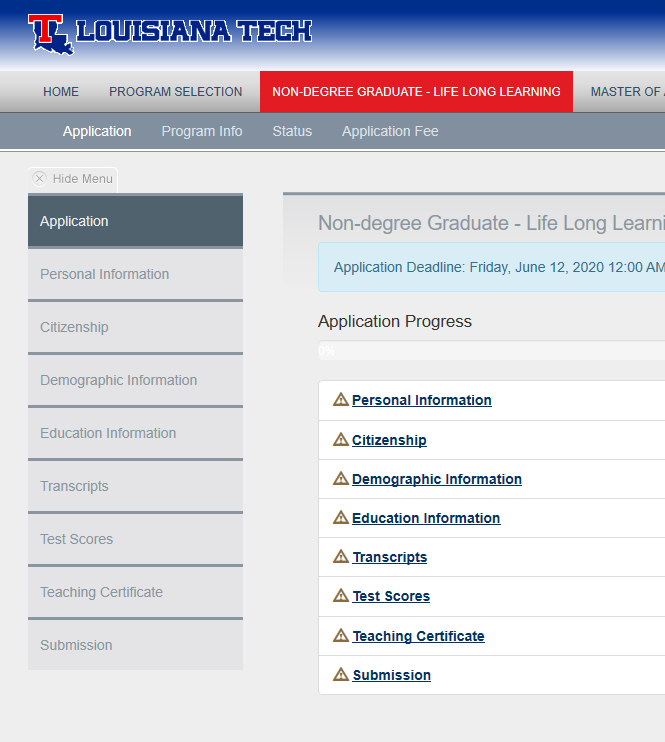 LOUISIANA TECH
HOME PROGRAM SELECTION NON-DEGREE GRADUATE - LIFE LONG LEARNING MASTER OF
Application Program Info Status Application Fee
Hide Menu
Application
Personal Information
Citizenship
Demographic Information
Education Information
Transcripts
Test Scores
Teaching Certificate
Submission
Non-degree Graduate - Life Long Learni
Application Deadline: Friday, June 12, 2020 12:00 AM
Application Progress
0%
Personal Information
Citizenship
Demographic Information
Education Information
Transcripts
Test Scores
Teaching Certificate
Submission